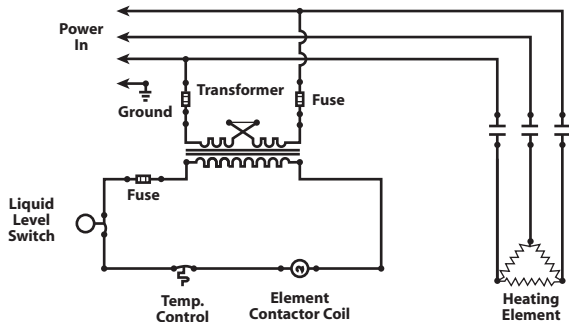 Power
In
Ground
Transformer
Fuse
Fuse
Liquid
Level
Switch
Temp.
Control
Element
Contactor Coil
Heating
Element